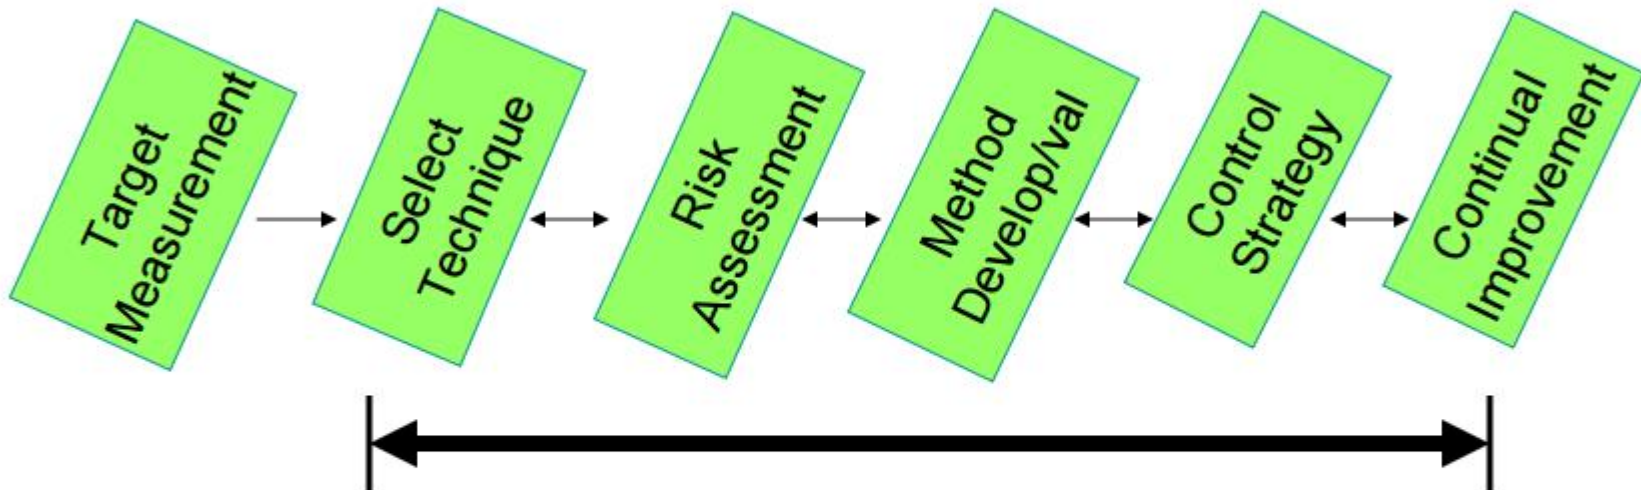 Target
Measurement
Select
Technique
Risk
Assessment
Method
Develop/val
Control
Strategy
Continual
Improvement